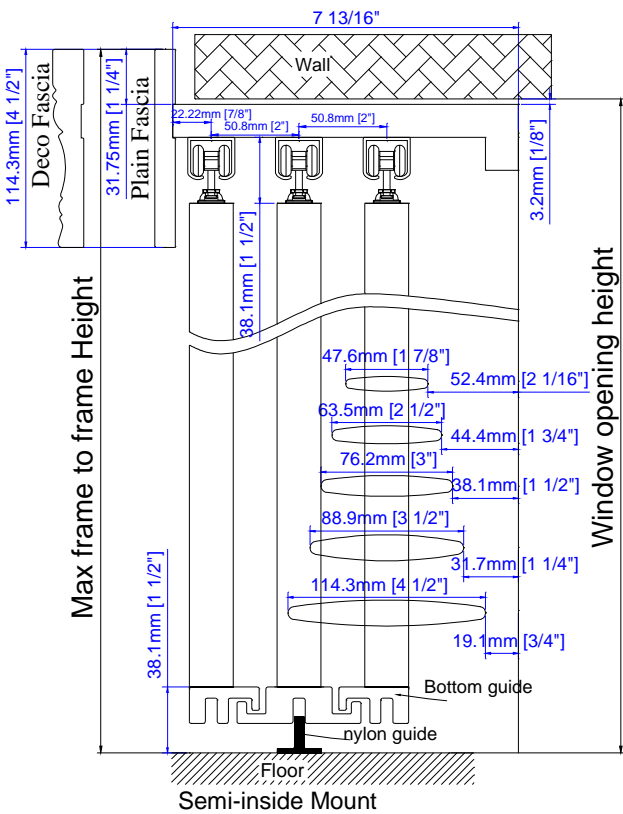 7 13/16"
Wall
114.3mm [4 1/2"]
Deco Fascia
31.75mm [1 1/4"]
Plain Fascia
22.22mm [7/8"]
50.8mm [2"]
50.8mm [2"]
3.2mm [1/8"]
38.1mm [1 1/2"]
Max frame to frame Height
Window opening height
47.6mm [1 7/8"]
52.4mm [2 1/16"]
63.5mm [2 1/2"]
44.4mm [1 3/4"]
76.2mm [3"]
38.1mm [1 1/2"]
88.9mm [3 1/2"]
31.7mm [1 1/4"]
114.3mm [4 1/2"]
19.1mm [3/4"]
38.1mm [1 1/2"]
Bottom guide
nylon guide
Floor
Semi-inside Mount